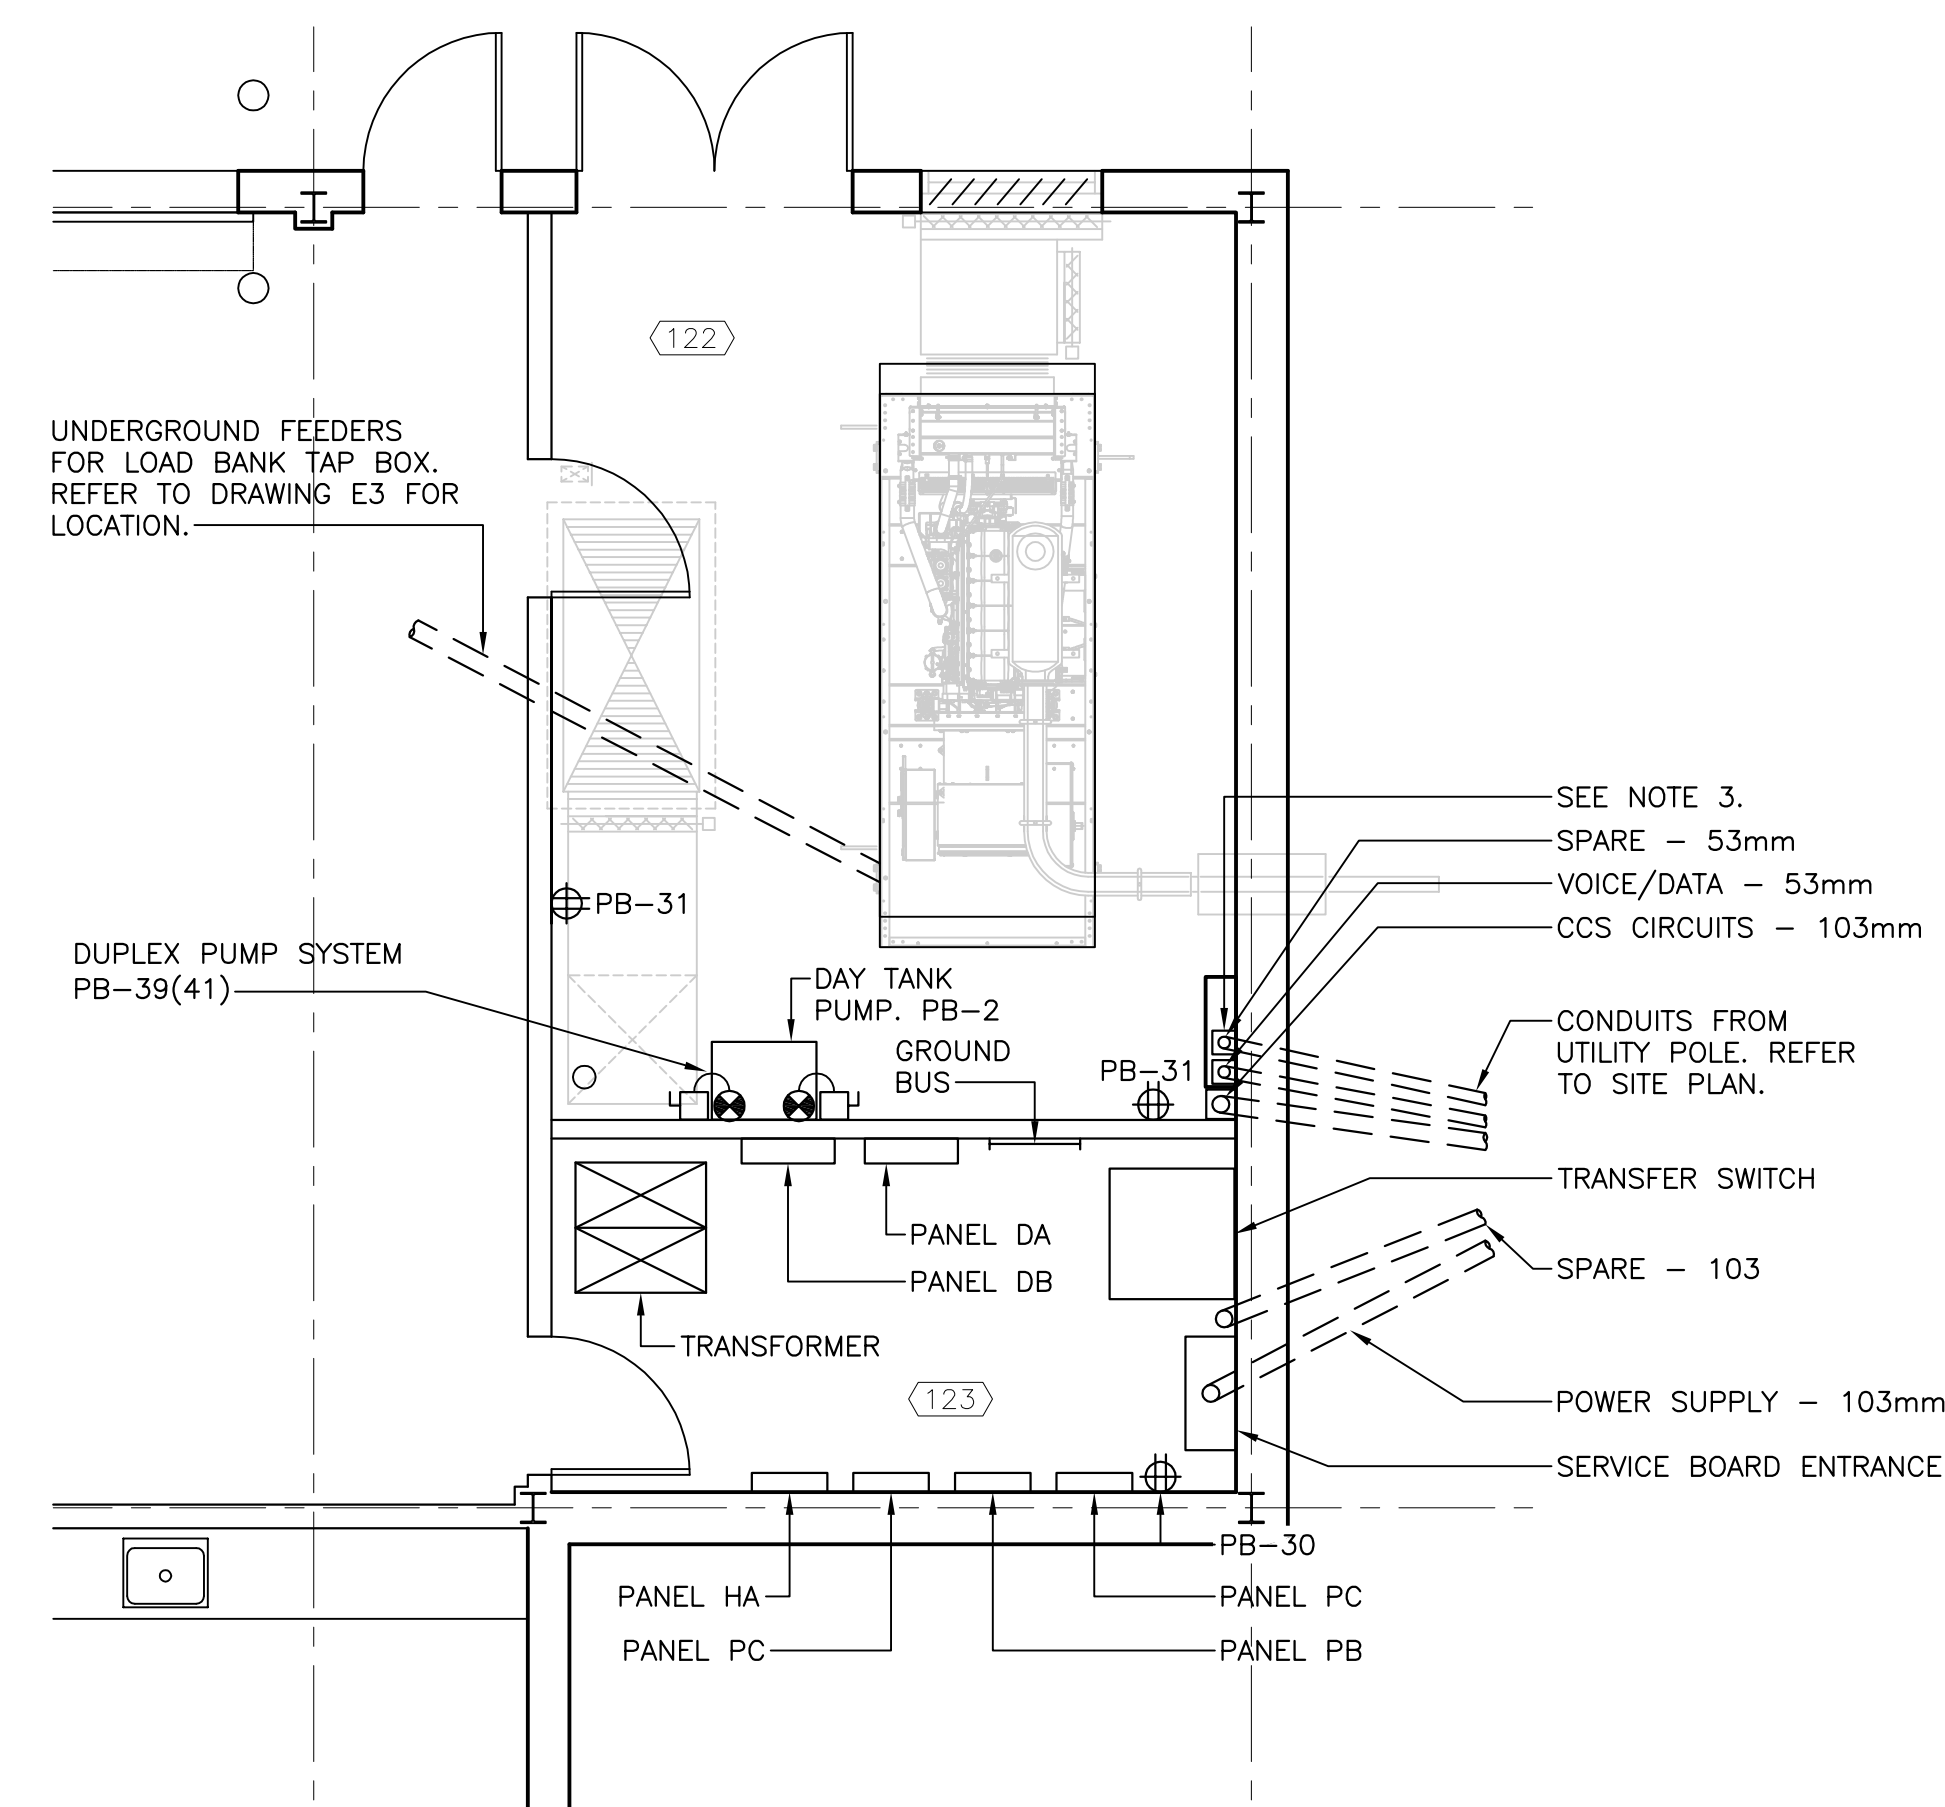 122
UNDERGROUND FEEDERS
FOR LOAD BANK TAP BOX.
REFER TO DRAWING E3 FOR
LOCATION.
SEE NOTE 3.
SPARE – 53mm
VOICE/DATA – 53mm
CCS CIRCUITS – 103mm
PB–31
DUPLEX PUMP SYSTEM
PB–39(41)
DAY TANK
PUMP. PB–2
GROUND
BUS
PB–31
CONDUITS FROM
UTILITY POLE. REFER
TO SITE PLAN.
TRANSFER SWITCH
PANEL DA
PANEL DB
SPARE – 103
TRANSFORMER
123
POWER SUPPLY – 103mm
SERVICE BOARD ENTRANCE
PB–30
PANEL HA
PANEL PC
PANEL PC
PANEL PB